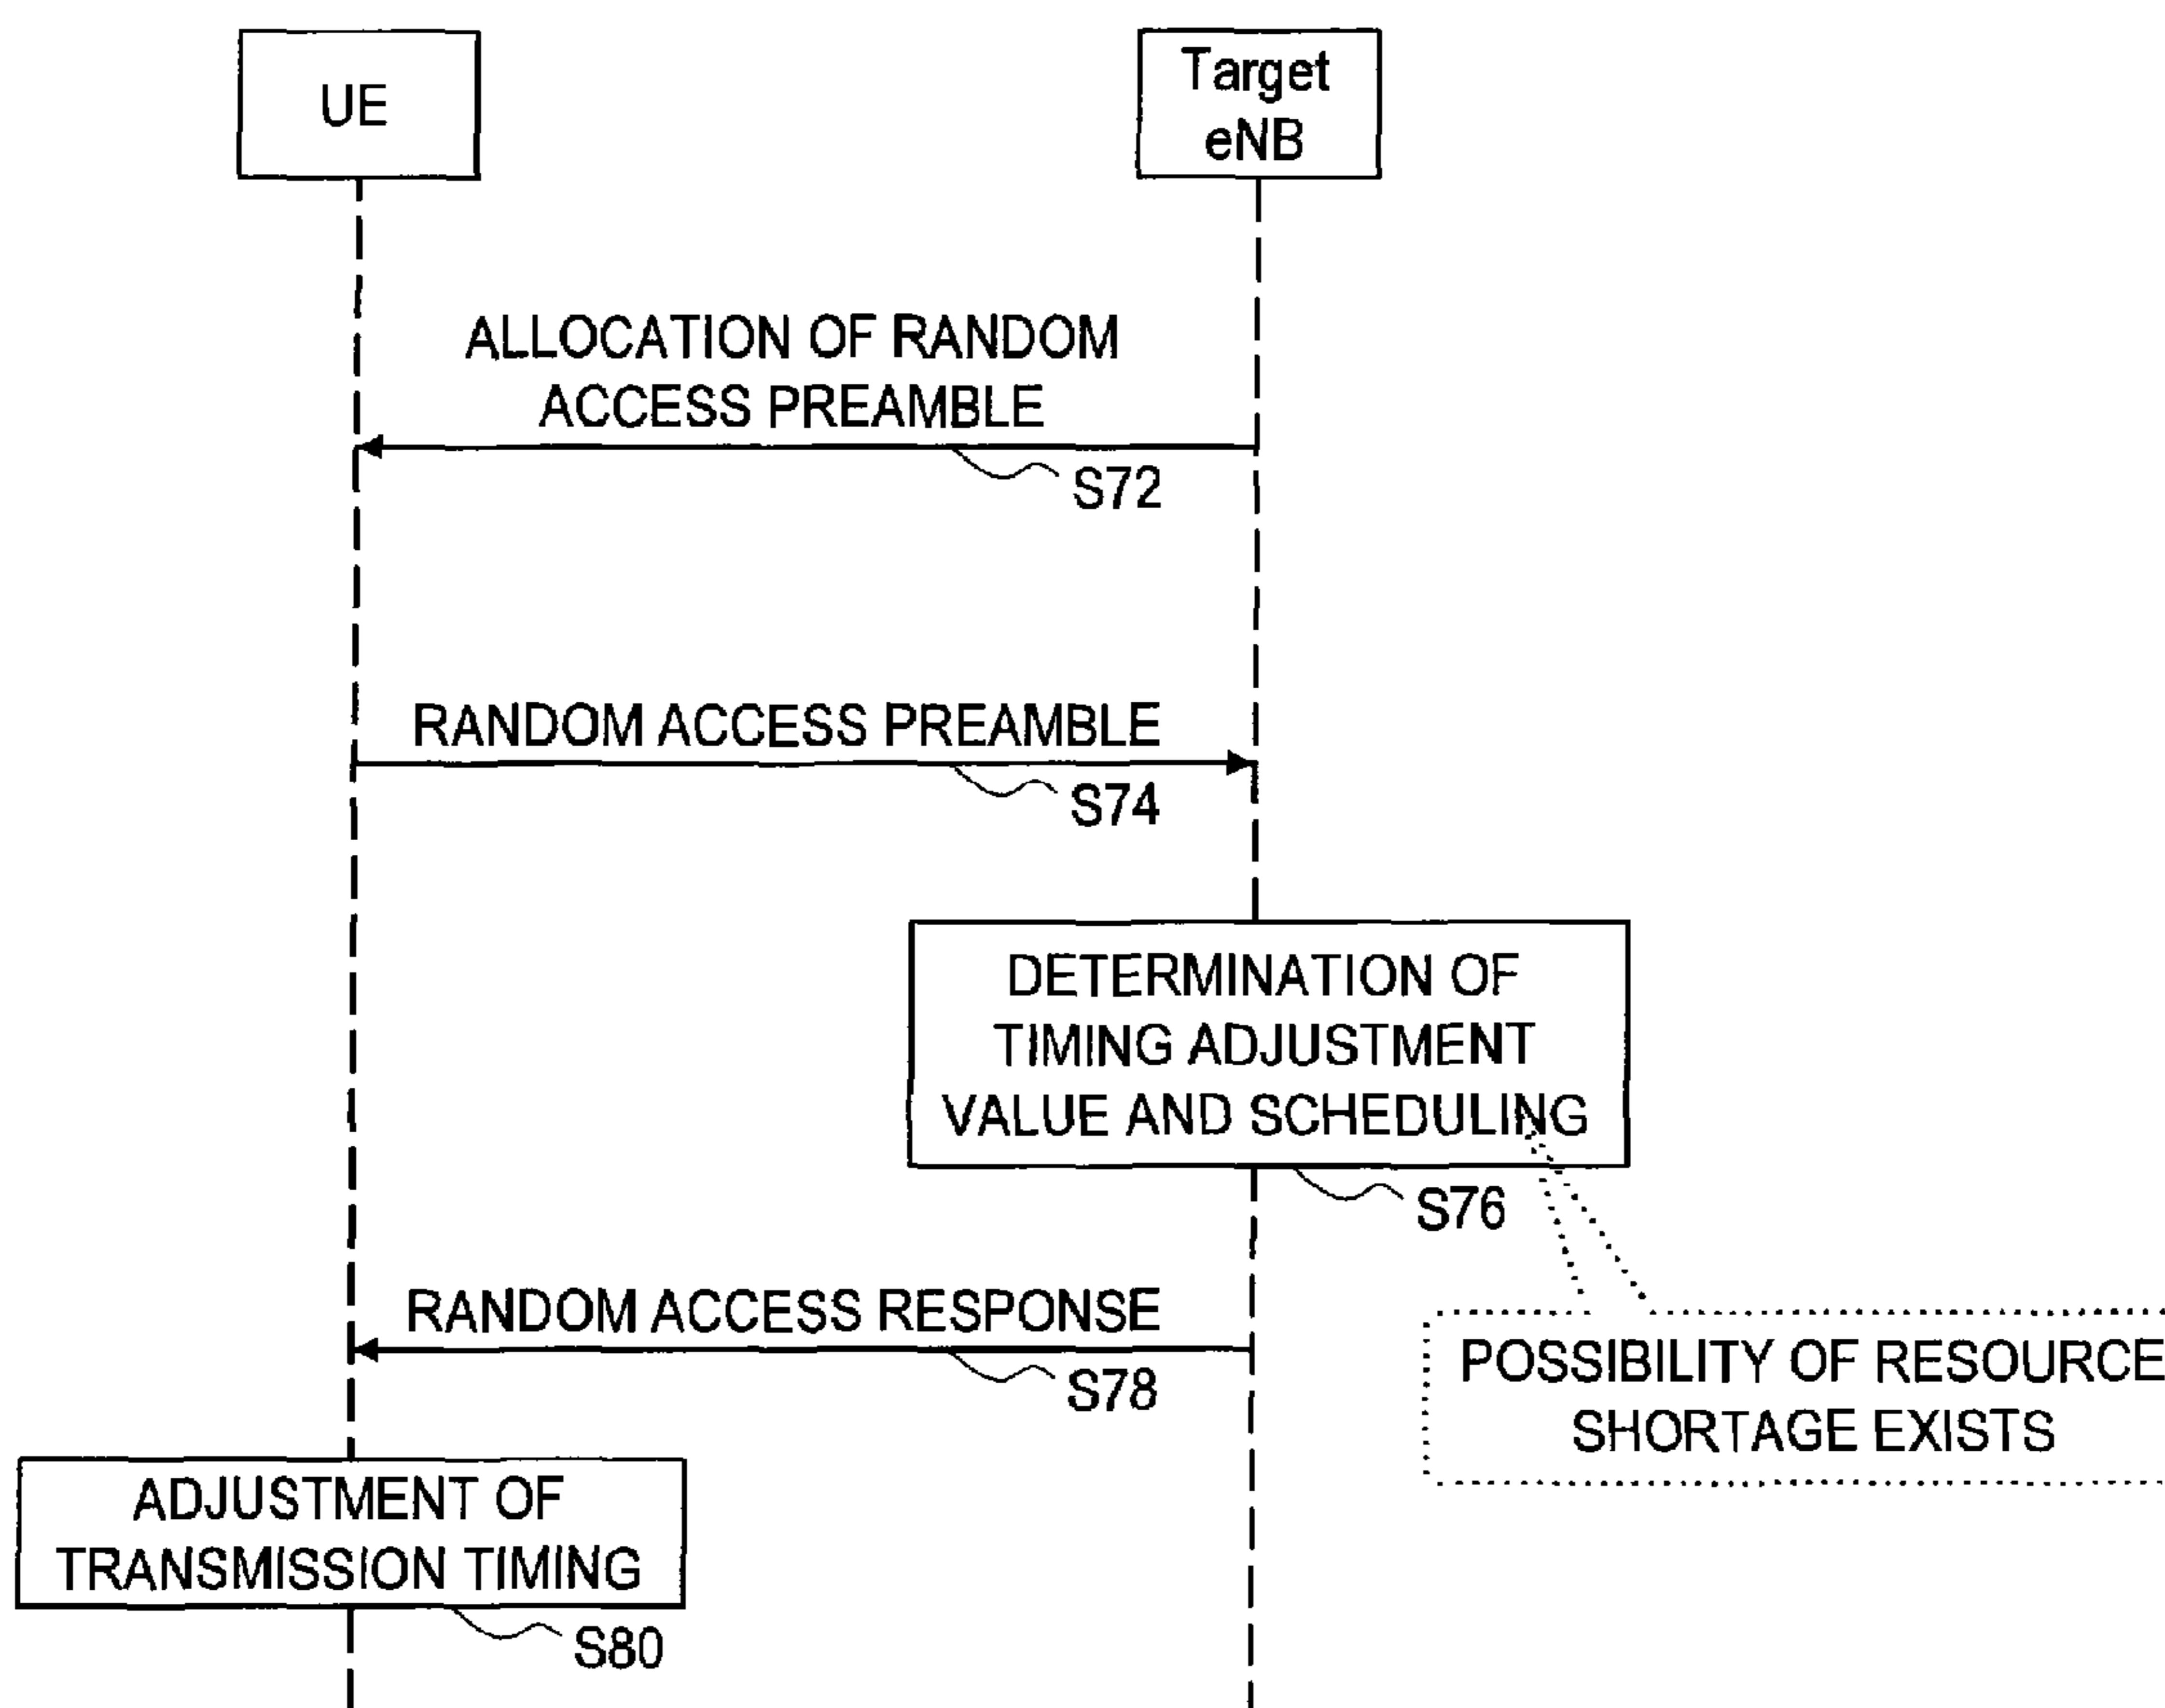 UE
Target
eNB
ALLOCATION OF RANDOM
ACCESS PREAMBLE
S72
RANDOM ACCESS PREAMBLE
S74
DETERMINATION OF
TIMING ADJUSTMENT
VALUE AND SCHEDULING
S76
RANDOM ACCESS RESPONSE
S78
POSSIBILITY OF RESOURCE
SHORTAGE EXISTS
ADJUSTMENT OF
TRANSMISSION TIMING
S80